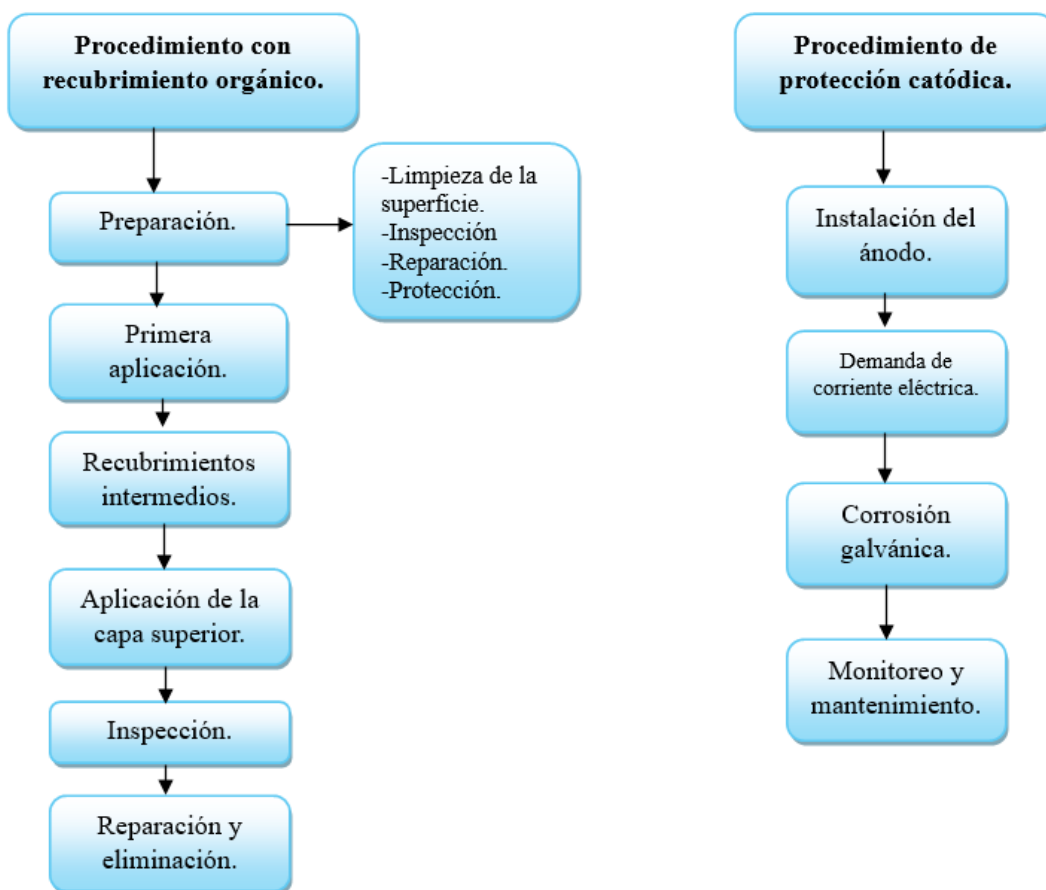 Procedimiento con
recubrimiento orgánico.
Preparación.
-Limpieza de la
superficie.
-Inspección
-Reparación.
-Protección.
Primera
aplicación.
Recubrimientos
intermedios.
Aplicación de la
capa superior.
Inspección.
Reparación y
eliminación.
Procedimiento de
protección catódica.
Instalación del
ánodo.
Demanda de
corriente eléctrica.
Corrosión
galvánica.
Monitoreo y
mantenimiento.